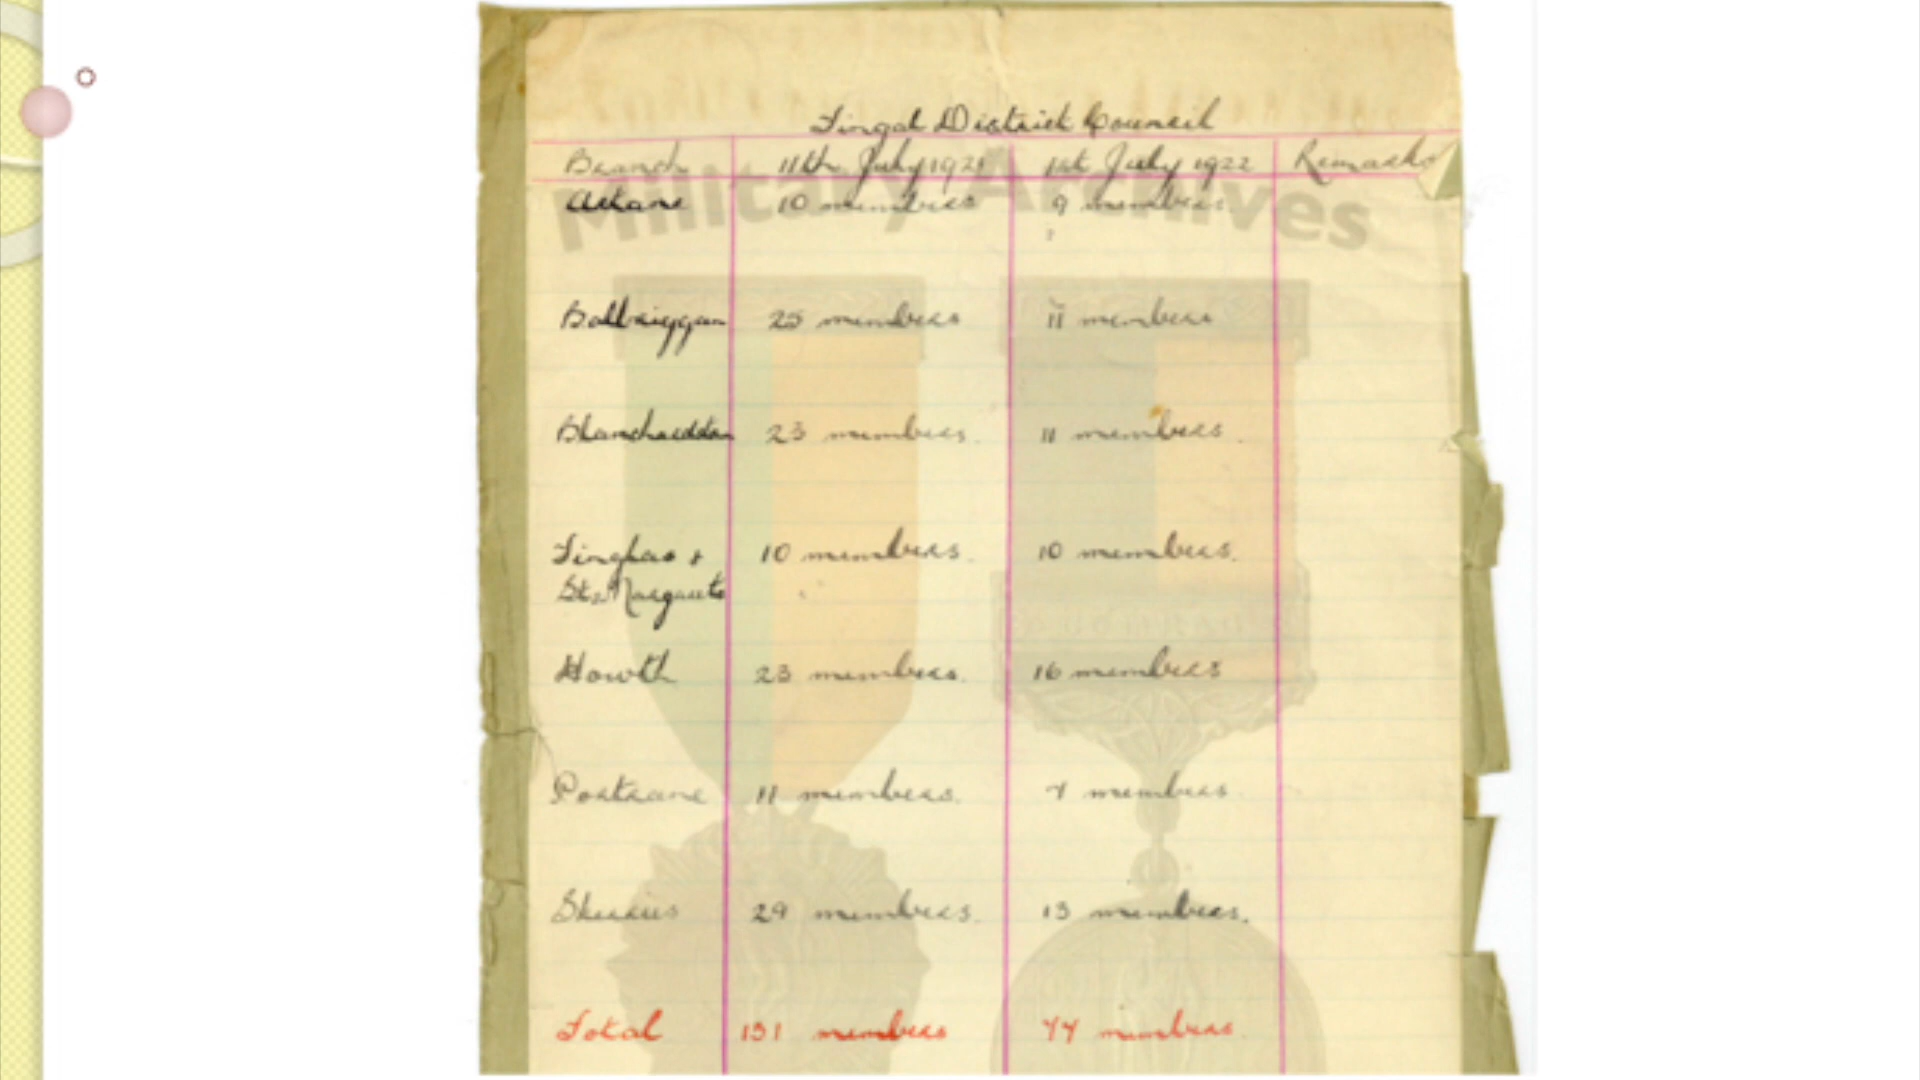 Fingal District Council
Branch 11th July 1921 1st July 1922 Remarks
Military Archives
Artane 10 members 9 members.
Balbriggan 25 members 11 members
Blanchardstown 23 members. 11 members.
Finglas + 10 members. 10 members.
St. Margarets
Howth 23 members. 16 members
Portrane 11 members. 7 members
Skerries 29 members. 13 members.
Total 131 members 77 members.